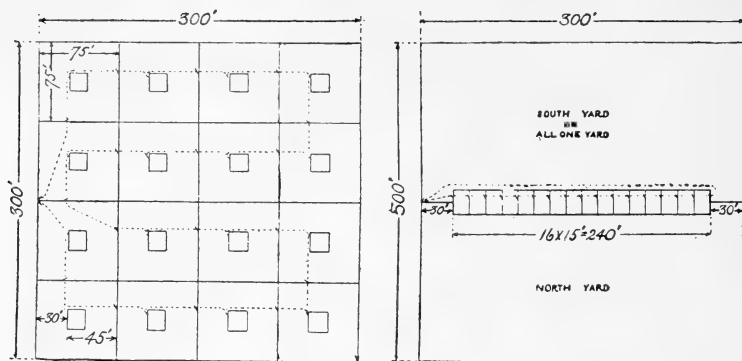 300'
75'
75'
300'
30'
45'
300'
500'
SOUTH YARD
ALL ONE YARD
30'
30'
16X15'=240'
NORTH YARD